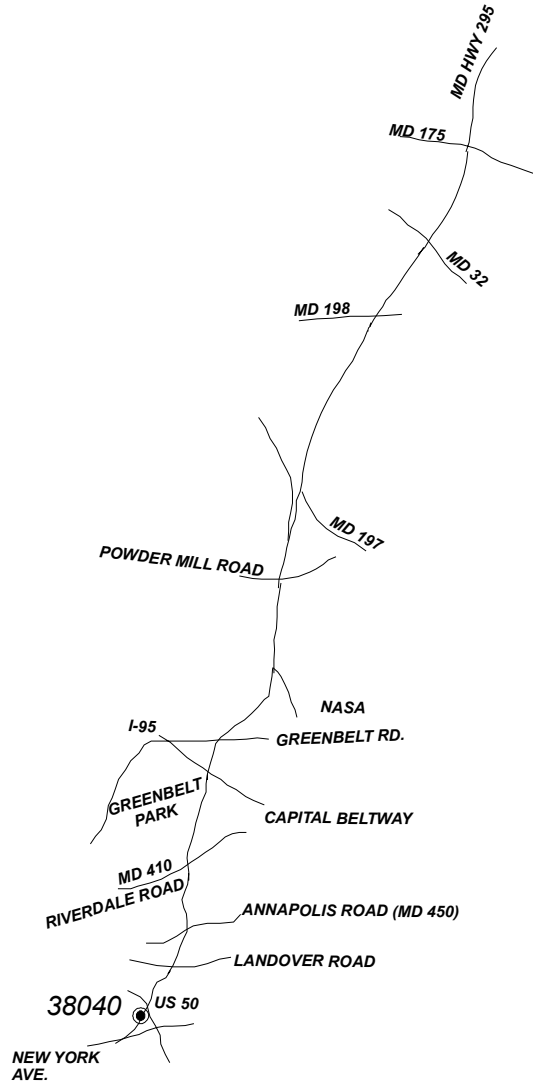 MD HWY 295
MD 175
MD 32
MD 198
MD 197
POWDER MILL ROAD
NASA
I-95
GREENBELT RD.
GREENBELT
PARK
CAPITAL BELTWAY
MD 410
RIVERDALE ROAD
ANNAPOLIS ROAD (MD 450)
LANDOVER ROAD
38040
US 50
NEW YORK
AVE.